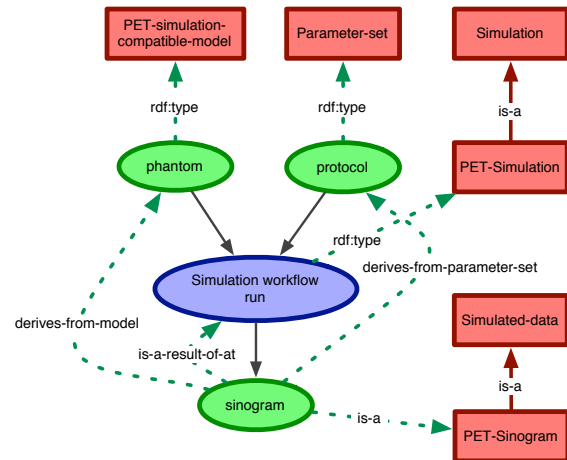 PET-simulation-
compatible-model
Parameter-set
Simulation
rdf:type
rdf:type
is-a
phantom
protocol
PET-Simulation
rdf:type
derives-from-parameter-set
Simulation workflow
run
derives-from-model
is-a-result-of-at
Simulated-data
is-a
sinogram
is-a
PET-Sinogram